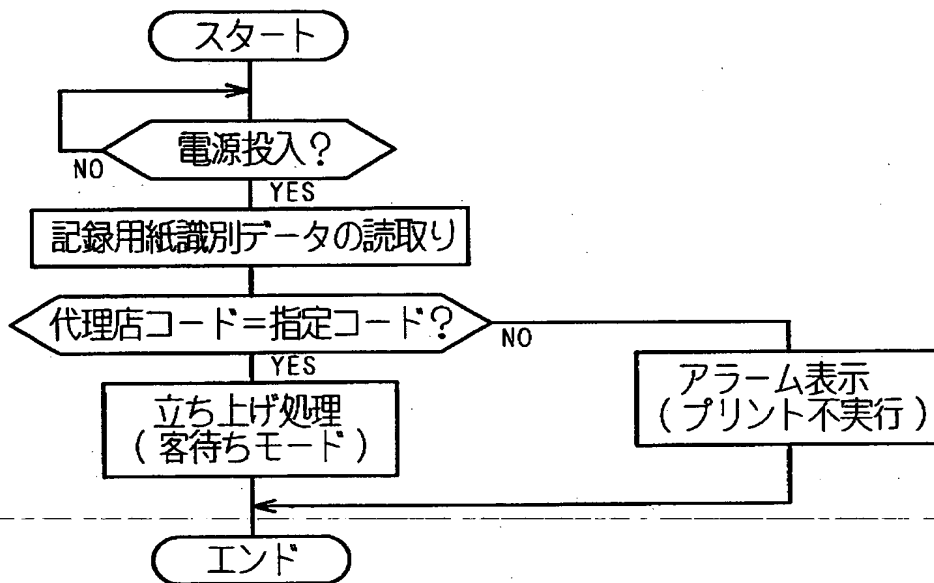 スタート
電源投入?
NO
YES
記録用紙識別データの読取り
代理店コード=指定コード?
NO
YES
立ち上げ処理
(客待ちモード)
アラーム表示
(プリント不実行)
エンド